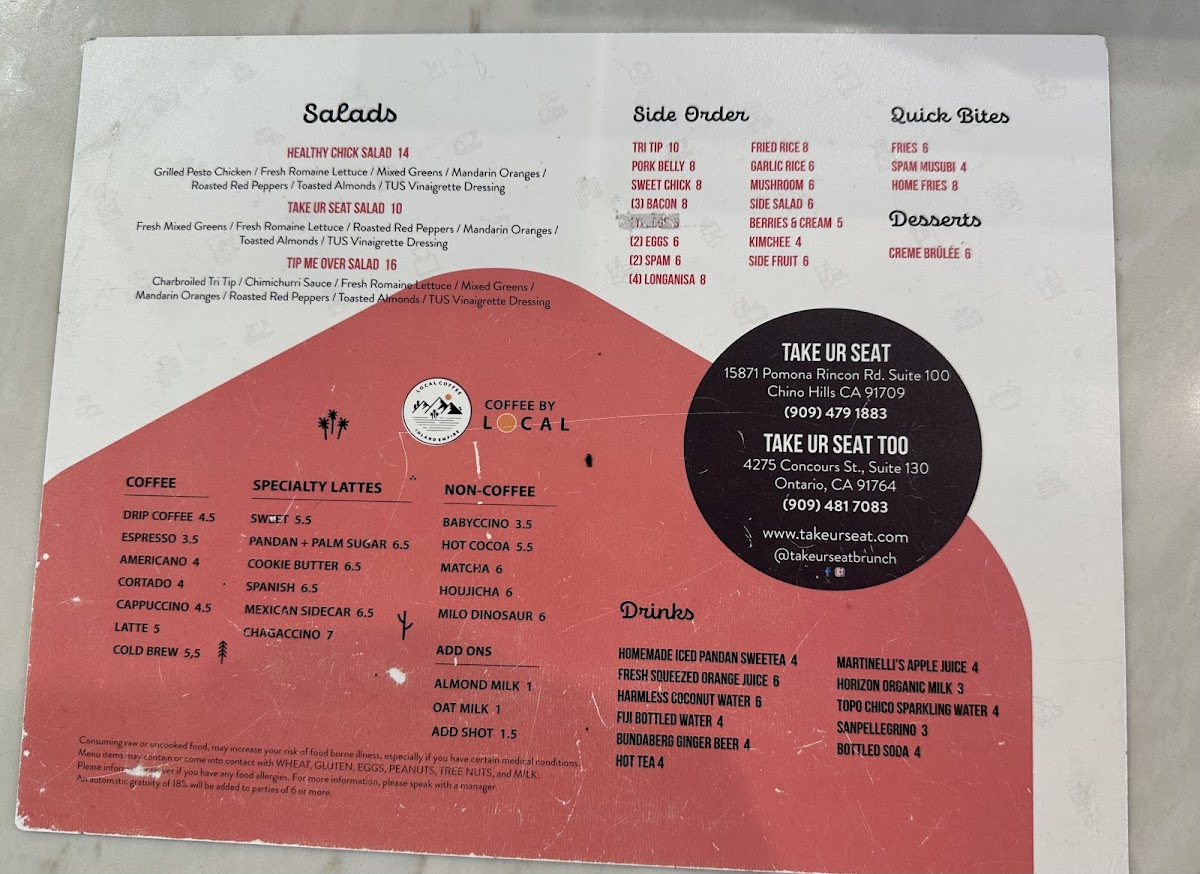 Salads
HEALTHY CHICK SALAD 14
Grilled Pesto Chicken / Fresh Romaine Lettuce / Mixed Greens / Mandarin Oranges /
Roasted Red Peppers / Toasted Almonds / TUS Vinaigrette Dressing
TAKE UR SEAT SALAD 10
Fresh Mixed Greens / Fresh Romaine Lettuce / Roasted Red Peppers / Mandarin Oranges /
Toasted Almonds / TUS Vinaigrette Dressing
TIP ME OVER SALAD 16
Charbroiled Tri Tip / Chimichurri Sauce / Fresh Romaine Lettuce / Mixed Greens /
Mandarin Oranges / Roasted Red Peppers / Toasted Almonds / TUS Vinaigrette Dressing
Side Order
TRI TIP 10
PORK BELLY 8
SWEET CHICK 8
(3) BACON 8
(2) EGGS 6
(2) SPAM 6
(4) LONGANISA 8
FRIED RICE 8
GARLIC RICE 6
MUSHROOM 6
SIDE SALAD 6
BERRIES & CREAM 5
KIMCHEE 4
SIDE FRUIT 6
Quick Bites
FRIES 6
SPAM MUSUBI 4
HOME FRIES 8
Desserts
CREME BRÛLÉE 6
TAKE UR SEAT
15871 Pomona Rincon Rd. Suite 100
Chino Hills CA 91709
(909) 479 1883
TAKE UR SEAT TOO
4275 Concours St., Suite 130
Ontario, CA 91764
(909) 481 7083
www.takeurseat.com
@takeurseatbrunch
LOCAL COFFEE
INLAND EMPIRE
COFFEE BY
LOCAL
COFFEE
DRIP COFFEE 4.5
ESPRESSO 3.5
AMERICANO 4
CORTADO 4
CAPPUCCINO 4.5
LATTE 5
COLD BREW 5,5
SPECIALTY LATTES
SWEET 5.5
PANDAN + PALM SUGAR 6.5
COOKIE BUTTER 6.5
SPANISH 6.5
MEXICAN SIDECAR 6.5
CHAGACCINO 7
NON-COFFEE
BABYCCINO 3.5
HOT COCOA 5.5
MATCHA 6
HOUJICHA 6
MILO DINOSAUR 6
ADD ONS
ALMOND MILK 1
OAT MILK 1
ADD SHOT 1.5
Drinks
HOMEMADE ICED PANDAN SWEETEA 4
FRESH SQUEEZED ORANGE JUICE 6
HARMLESS COCONUT WATER 6
FIJI BOTTLED WATER 4
BUNDABERG GINGER BEER 4
HOT TEA 4
MARTINELLI'S APPLE JUICE 4
HORIZON ORGANIC MILK 3
TOPO CHICO SPARKLING WATER 4
SANPELLEGRINO 3
BOTTLED SODA 4
Consuming raw or uncooked food, may increase your risk of food borne illness, especially if you have certain medical conditions
Menu items may contain or come into contact with WHEAT, GLUTEN, EGGS, PEANUTS, TREE NUTS, and MILK.
Please if you have any food allergies. For more information, please speak with a manager.
An automatic gratuity of 18% will be added to parties of 6 or more.